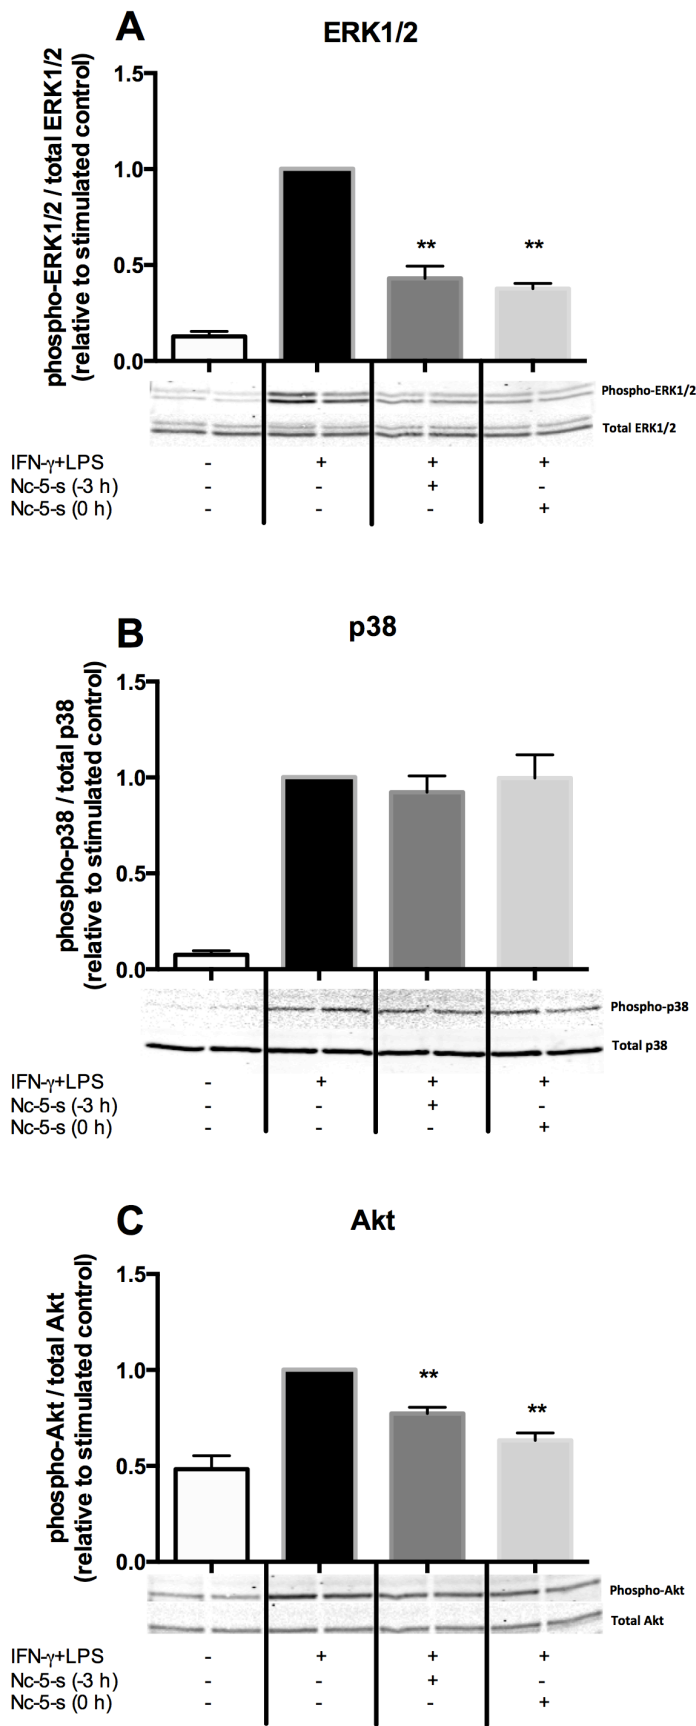 A
ERK1/2
phospho-ERK1/2 / total ERK1/2
(relative to stimulated control)
1.5
1.0
0.5
0.0
**
**
Phospho-ERK1/2
Total ERK1/2
IFN-γ+LPS - + + +
Nc-5-s (-3 h) - - + -
Nc-5-s (0 h) - - - +
B
p38
phospho-p38 / total p38
(relative to stimulated control)
1.5
1.0
0.5
0.0
Phospho-p38
Total p38
IFN-γ+LPS - + + +
Nc-5-s (-3 h) - - + -
Nc-5-s (0 h) - - - +
C
Akt
phospho-Akt / total Akt
(relative to stimulated control)
1.5
1.0
0.5
0.0
**
**
Phospho-Akt
Total Akt
IFN-γ+LPS - + + +
Nc-5-s (-3 h) - - + -
Nc-5-s (0 h) - - - +